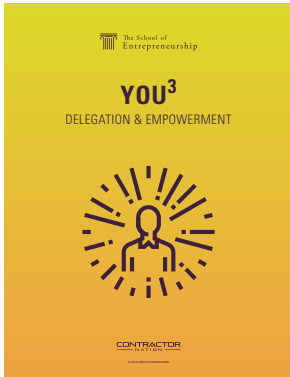 The School of
Entrepreneurship
YOU³
DELEGATION & EMPOWERMENT
CONTRACTOR
NATION